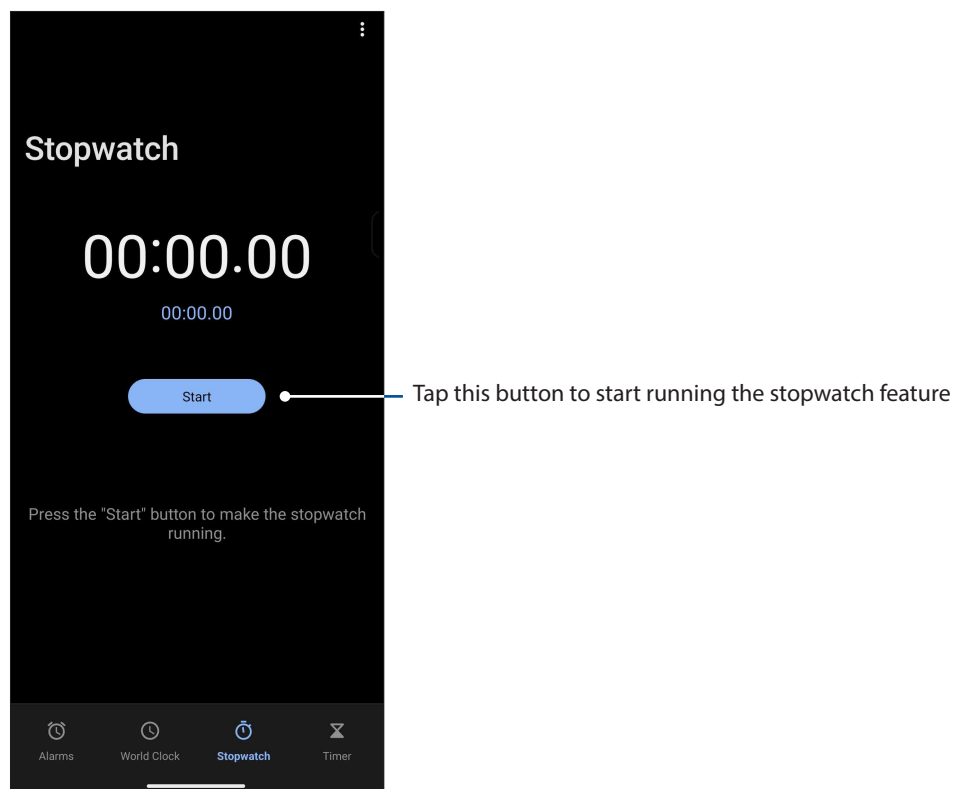 Stopwatch
00:00.00
00:00.00
Start
Tap this button to start running the stopwatch feature
Press the "Start" button to make the stopwatch
running.
Alarms World Clock Stopwatch Timer